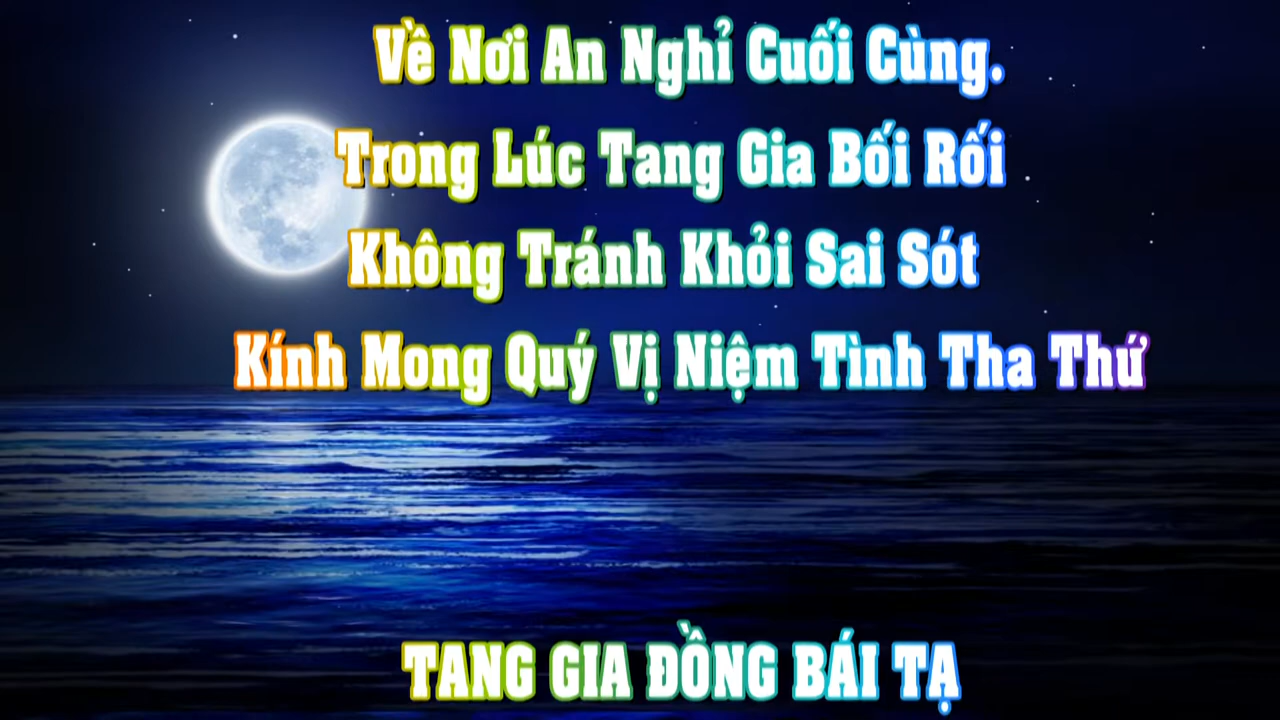 Về Nơi An Nghỉ Cuối Cùng.
Trong Lúc Tang Gia Bối Rối
Không Tránh Khỏi Sai Sót
Kính Mong Quý Vị Niệm Tình Tha Thứ
TANG GIA ĐỒNG BÁI TẠ